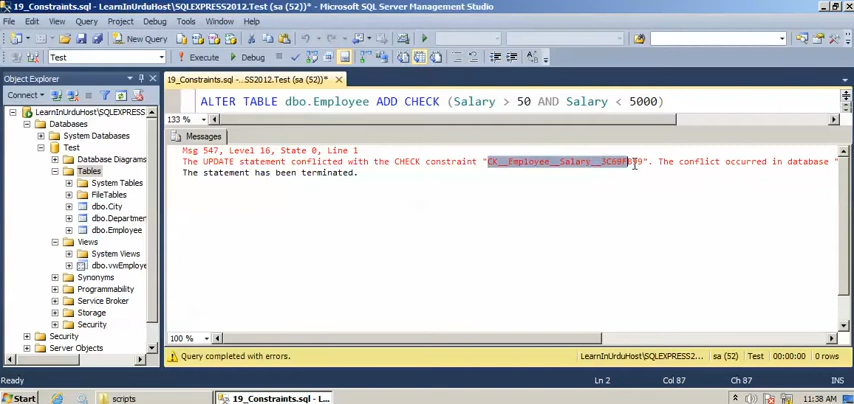 19_Constraints.sql - LearnInUrduHost\SQLEXPRESS2012.Test (sa (52))* - Microsoft SQL Server Management Studio
File Edit View Query Project Debug Tools Window Help
New Query
Test
Execute Debug
Object Explorer
Connect
LearnInUrduHost\SQLEXPRES
Databases
System Databases
Test
Database Diagrams
Tables
System Tables
FileTables
dbo.City
dbo.Departmen
dbo.Employee
Views
System Views
dbo.vwEmploye
Synonyms
Programmability
Service Broker
Storage
Security
Security
Server Objects
19_Constraints.sql -...SS2012.Test (sa (52))*
ALTER TABLE dbo.Employee ADD CHECK (Salary > 50 AND Salary < 5000)
133 %
Messages
Msg 547, Level 16, State 0, Line 1
The UPDATE statement conflicted with the CHECK constraint "CK__Employee__Salary__3C69FB99". The conflict occurred in database "
The statement has been terminated.
100 %
Query completed with errors.
LearnInUrduHost\SQLEXPRESS2... sa (52) Test 00:00:00 0 rows
Ready
Ln 2 Col 87 Ch 87 INS
Start
scripts
19_Constraints.sql - L...
11:38 AM